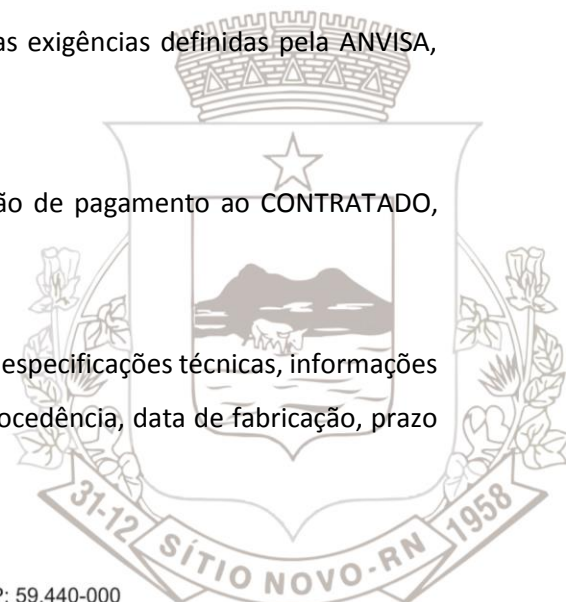 as exigências definidas pela ANVISA,
ão de pagamento ao CONTRATADO,
especificações técnicas, informações
ocedência, data de fabricação, prazo
31-12 SÍTIO NOVO-RN 1958
: 59.440-000